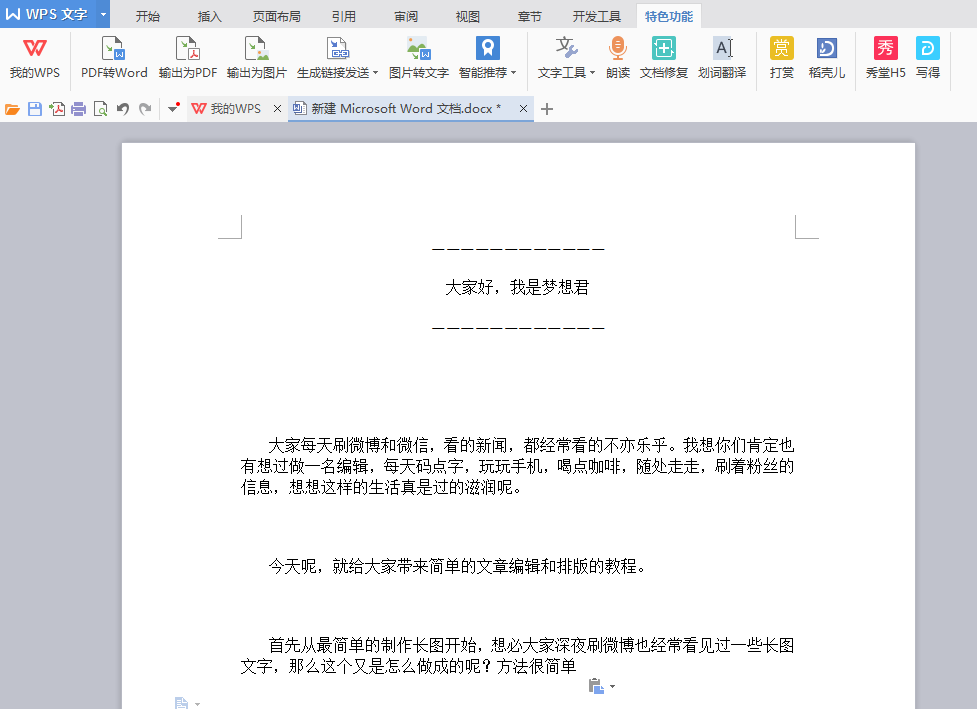 WPS 文字
开始 插入 页面布局 引用 审阅 视图 章节 开发工具 特色功能
我的WPS PDF转Word 输出为PDF 输出为图片 生成链接发送 图片转文字 智能推荐 文字工具 朗读 文档修复 划词翻译 打赏 稻壳儿 秀堂H5 写得
我的WPS 新建 Microsoft Word 文档.docx *
————————————
大家好，我是梦想君
————————————
大家每天刷微博和微信，看的新闻，都经常看的不亦乐乎。我想你们肯定也
有想过做一名编辑，每天码点字，玩玩手机，喝点咖啡，随处走走，刷着粉丝的
信息，想想这样的生活真是过的滋润呢。
今天呢，就给大家带来简单的文章编辑和排版的教程。
首先从最简单的制作长图开始，想必大家深夜刷微博也经常看见过一些长图
文字，那么这个又是怎么做成的呢？方法很简单